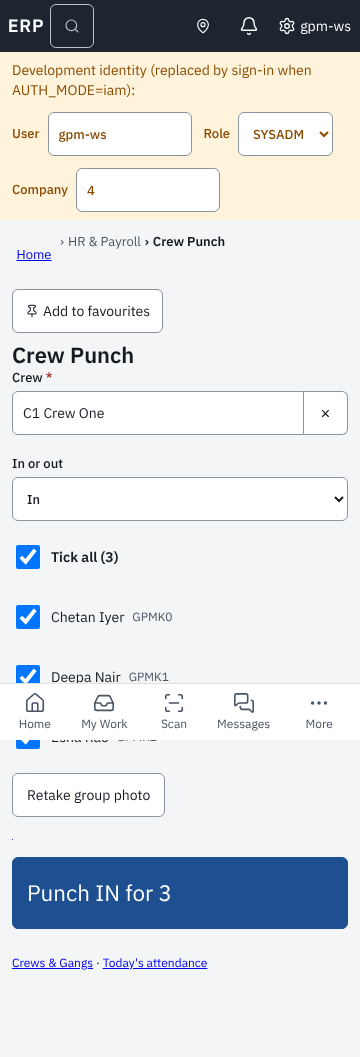 ERP
gpm-ws
Development identity (replaced by sign-in when
AUTH_MODE=iam):
User gpm-ws Role SYSADM
Company 4
Home › HR & Payroll › Crew Punch
Add to favourites
Crew Punch
Crew *
C1 Crew One ×
In or out
In
Tick all (3)
Chetan Iyer GPMK0
Deepa Nair GPMK1
Home My Work Scan Messages More
Retake group photo
.
Punch IN for 3
Crews & Gangs · Today's attendance